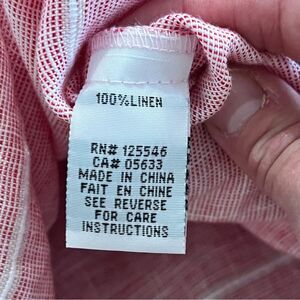 100%LINEN
RN# 125546
CA# 05633
MADE IN CHINA
FAIT EN CHINE
SEE REVERSE
FOR CARE
INSTRUCTIONS